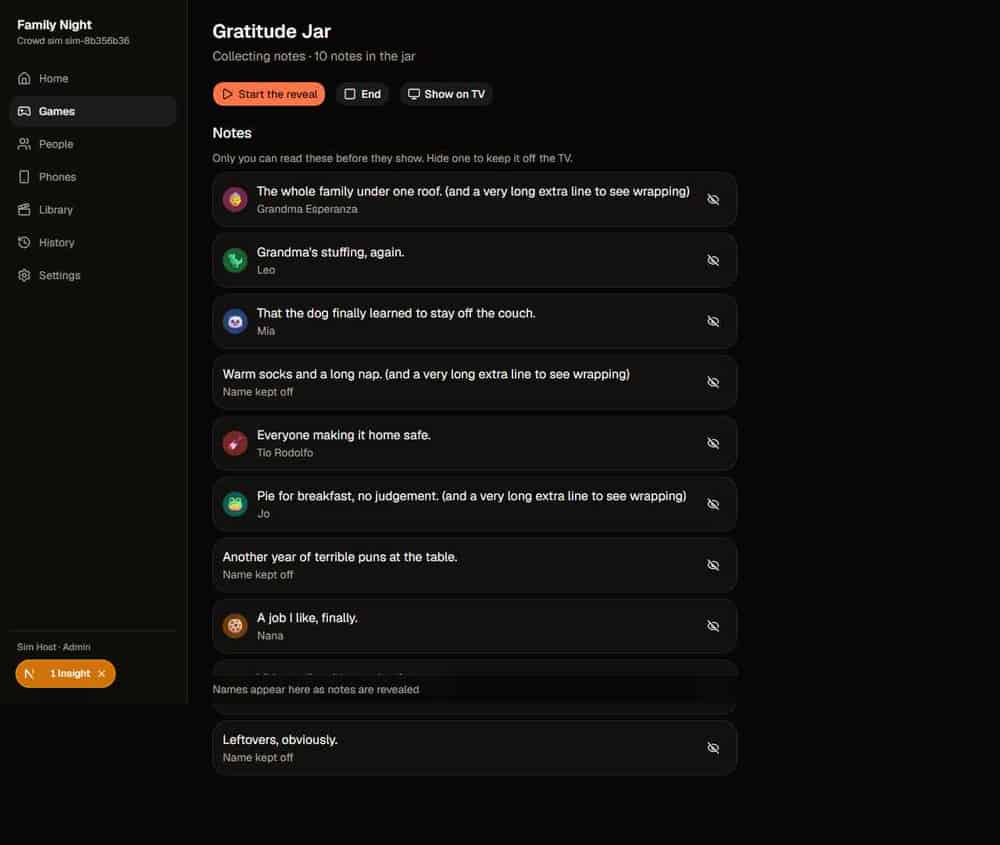 Family Night
Crowd sim sim-8b356b36
Home
Games
People
Phones
Library
History
Settings
Sim Host · Admin
N 1 Insight ×
Gratitude Jar
Collecting notes · 10 notes in the jar
Start the reveal
End
Show on TV
Notes
Only you can read these before they show. Hide one to keep it off the TV.
The whole family under one roof. (and a very long extra line to see wrapping)
Grandma Esperanza
Grandma's stuffing, again.
Leo
That the dog finally learned to stay off the couch.
Mia
Warm socks and a long nap. (and a very long extra line to see wrapping)
Name kept off
Everyone making it home safe.
Tio Rodolfo
Pie for breakfast, no judgement. (and a very long extra line to see wrapping)
Jo
Another year of terrible puns at the table.
Name kept off
A job I like, finally.
Nana
Names appear here as notes are revealed
Leftovers, obviously.
Name kept off